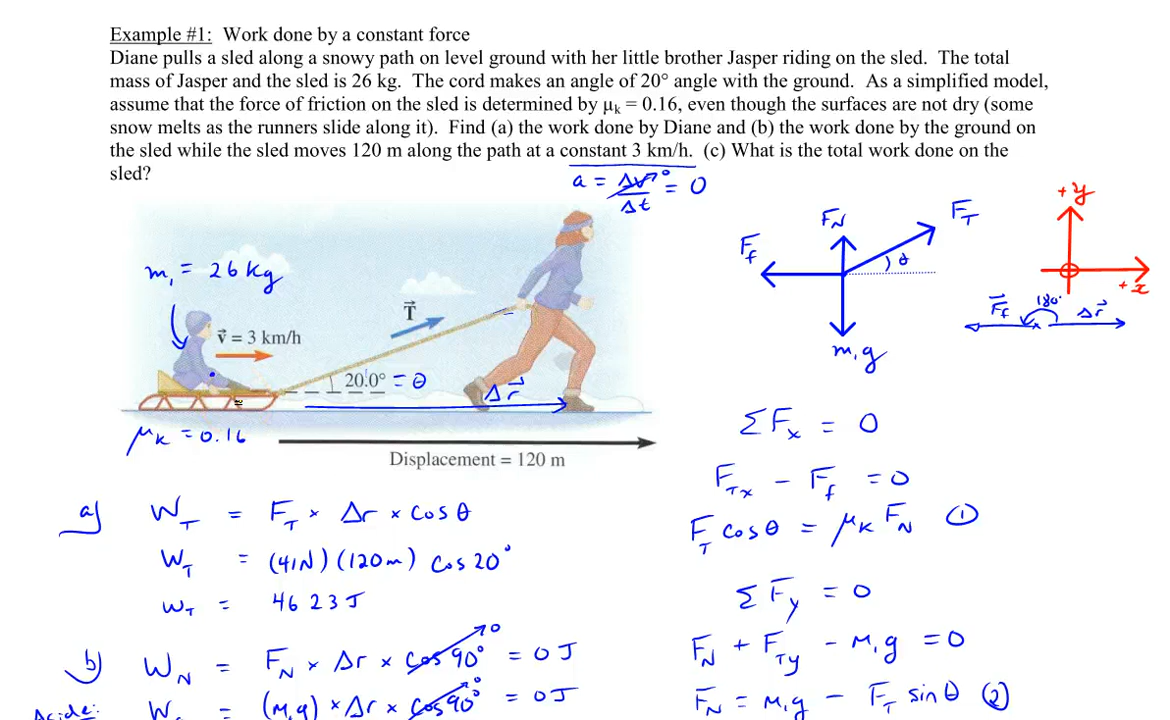 Example #1: Work done by a constant force
Diane pulls a sled along a snowy path on level ground with her little brother Jasper riding on the sled. The total
mass of Jasper and the sled is 26 kg. The cord makes an angle of 20° angle with the ground. As a simplified model,
assume that the force of friction on the sled is determined by μk = 0.16, even though the surfaces are not dry (some
snow melts as the runners slide along it). Find (a) the work done by Diane and (b) the work done by the ground on
the sled while the sled moves 120 m along the path at a constant 3 km/h. (c) What is the total work done on the
sled?
a = Δv/Δt = 0
0
m₁ = 26 kg
T⃗
v⃗ = 3 km/h
20.0° = θ
Δr⃗
μk = 0.16
Displacement = 120 m
FN
FT
Ff
θ
m₁g
+y
+x
F⃗f 180° Δr⃗
ΣFx = 0
FTx - Ff = 0
FT cosθ = μk FN ①
ΣFy = 0
FN + FTy - m₁g = 0
FN = m₁g - FT sinθ ②
a) WT = FT × Δr × cosθ
WT = (41N)(120m) cos 20°
WT = 4623J
b) WN = FN × Δr × cos 90° = 0J
0
Aside: = (m₁g) × Δr × cos 90° = 0J
0